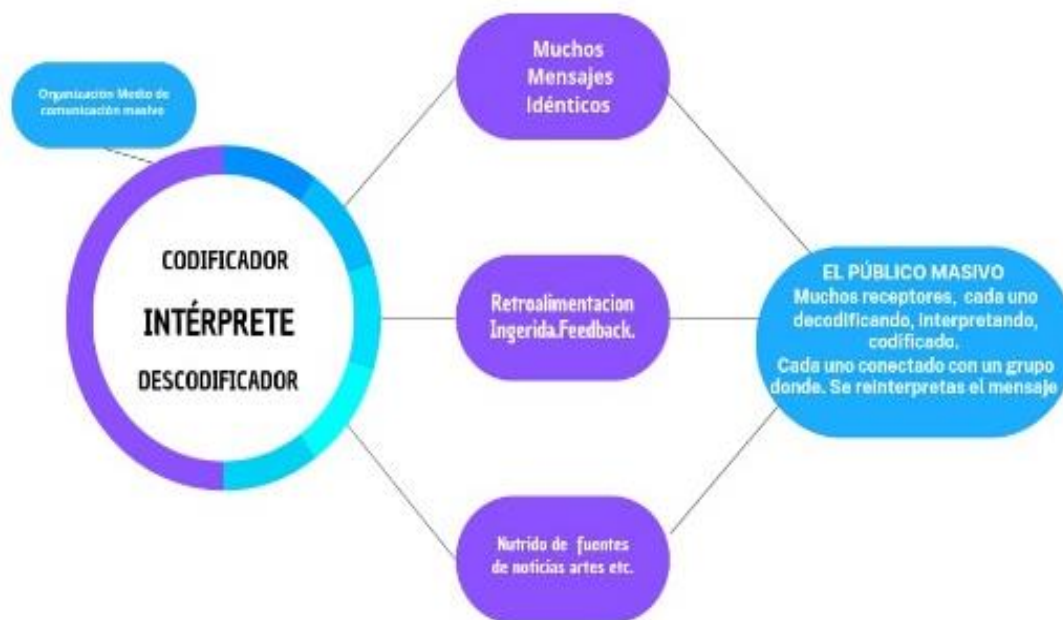 Organización Medio de
comunicación masivo
CODIFICADOR
INTÉRPRETE
DESCODIFICADOR
Muchos
Mensajes
Idénticos
Retroalimentacion
Ingerida.Feedback.
Nutrido de fuentes
de noticias artes etc.
EL PÚBLICO MASIVO
Muchos receptores, cada uno
decodificando, interpretando,
codificado.
Cada uno conectado con un grupo
donde. Se reinterpretas el mensaje